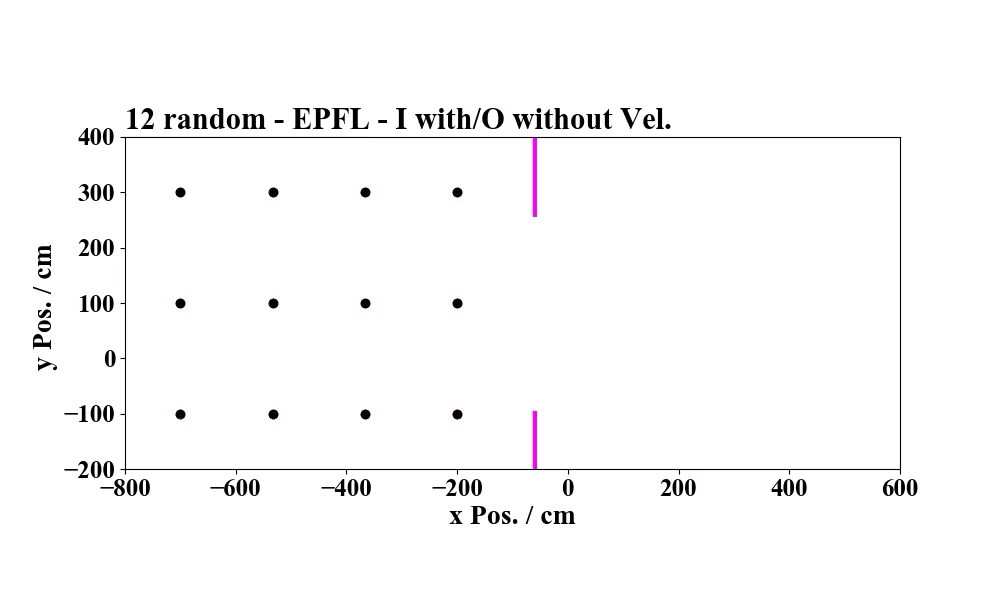 12 random - EPFL - I with/O without Vel.
400
300
200
100
0
−100
−200
y Pos. / cm
−800 −600 −400 −200 0 200 400 600
x Pos. / cm